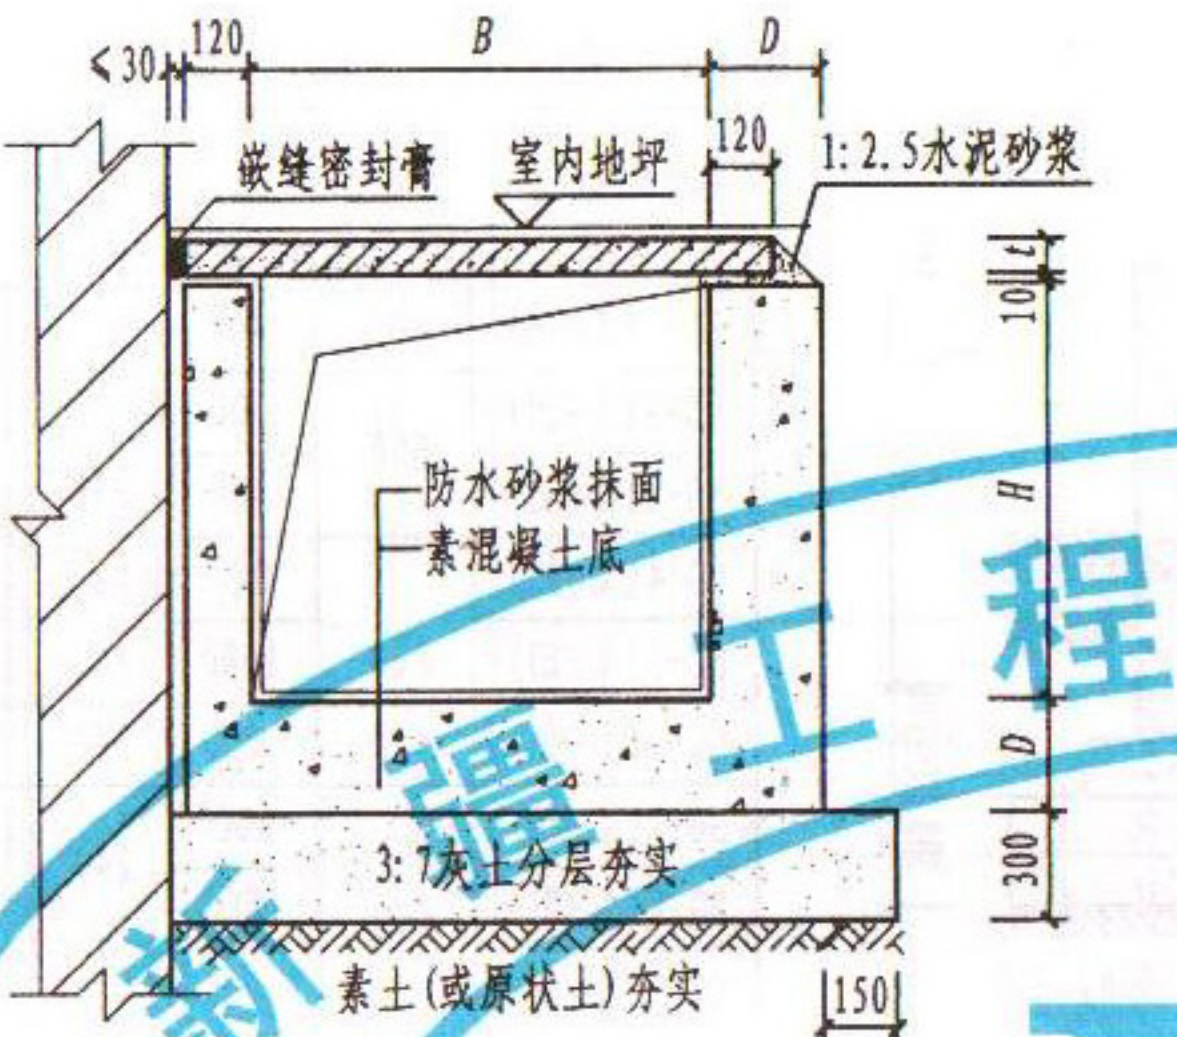 ≤30 120 B D
120
嵌缝密封膏 室内地坪 1:2.5水泥砂浆
t
10
防水砂浆抹面
H
素混凝土底
D
3:7灰土分层夯实
300
素土(或原状土)夯实
150
新疆工程